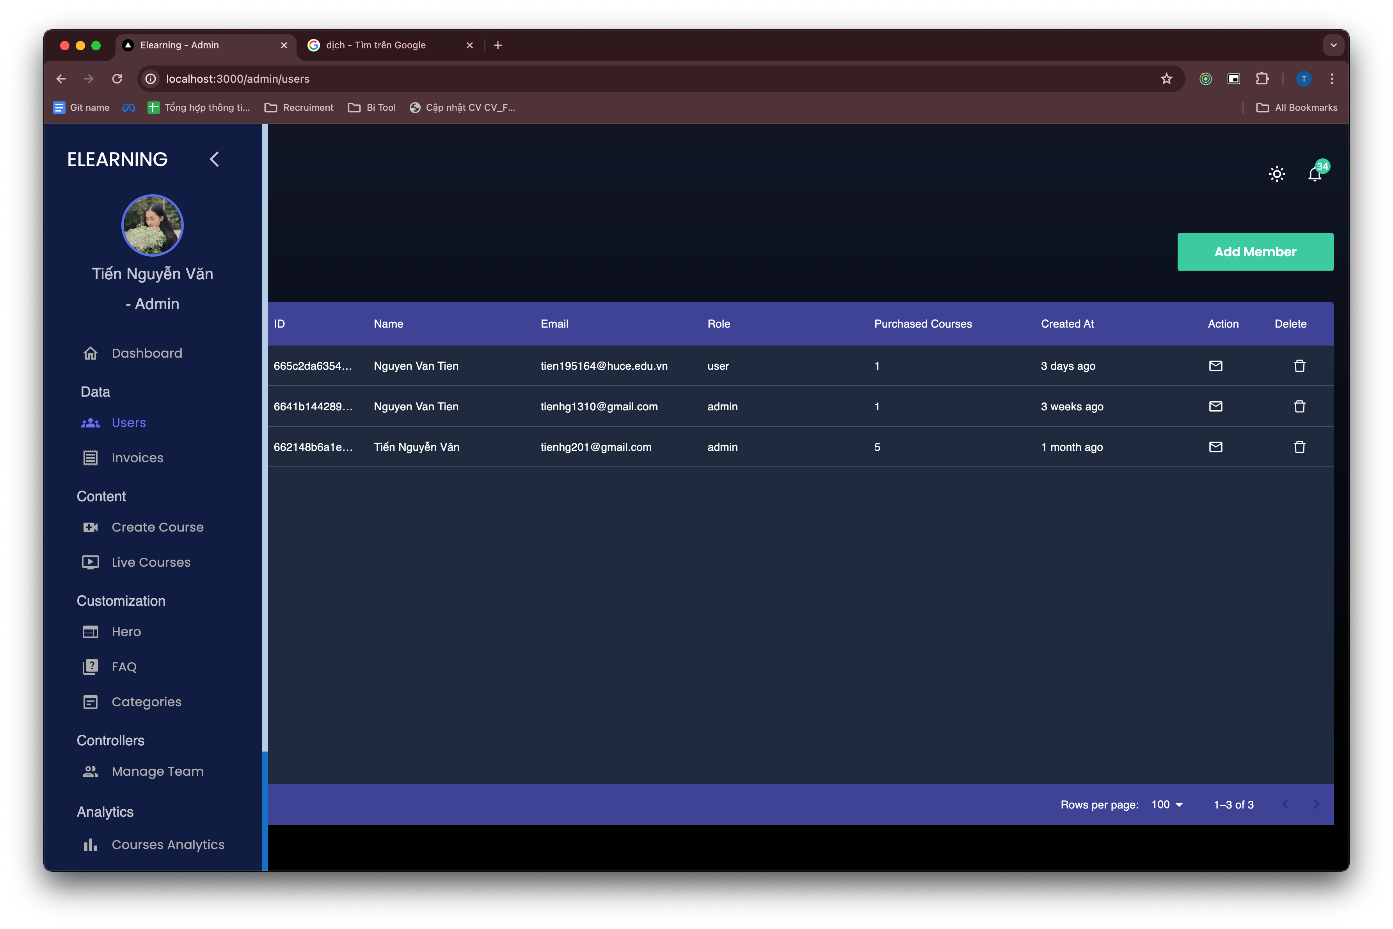 Elearning - Admin
dịch - Tìm trên Google
localhost:3000/admin/users
T
Git name
Tổng hợp thông ti...
Recruiment
Bi Tool
Cập nhật CV CV_F...
All Bookmarks
ELEARNING
34
Tiến Nguyễn Văn
- Admin
Add Member
Dashboard
Data
Users
Invoices
Content
Create Course
Live Courses
Customization
Hero
FAQ
Categories
Controllers
Manage Team
Analytics
Courses Analytics
ID Name Email Role Purchased Courses Created At Action Delete
665c2da6354... Nguyen Van Tien tien195164@huce.edu.vn user 1 3 days ago
6641b144289... Nguyen Van Tien tienhg1310@gmail.com admin 1 3 weeks ago
662148b6a1e... Tiến Nguyễn Văn tienhg201@gmail.com admin 5 1 month ago
Rows per page: 100 1–3 of 3